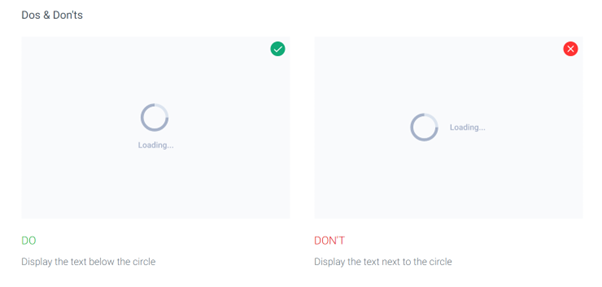 Dos & Don'ts
Loading...
Loading...
DO
Display the text below the circle
DON'T
Display the text next to the circle